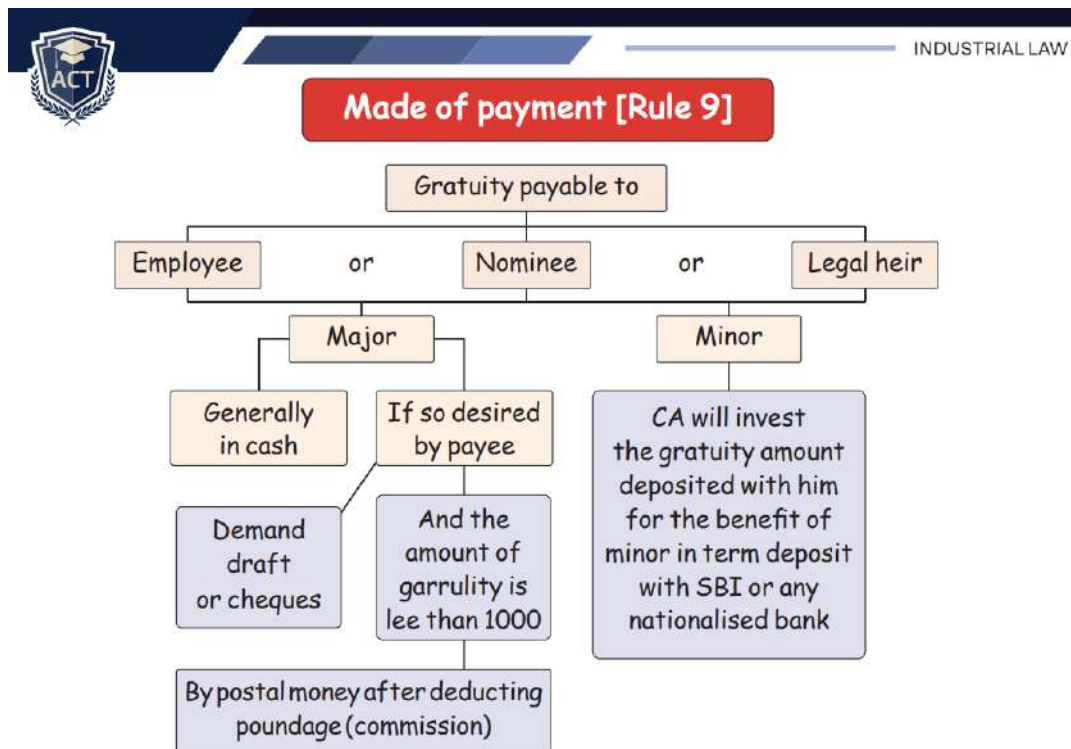 ACT
INDUSTRIAL LAW
Made of payment [Rule 9]
Gratuity payable to
Employee or Nominee or Legal heir
Major
Minor
Generally
in cash
If so desired
by payee
CA will invest
the gratuity amount
deposited with him
for the benefit of
minor in term deposit
with SBI or any
nationalised bank
Demand
draft
or cheques
And the
amount of
garrulity is
lee than 1000
By postal money after deducting
poundage (commission)